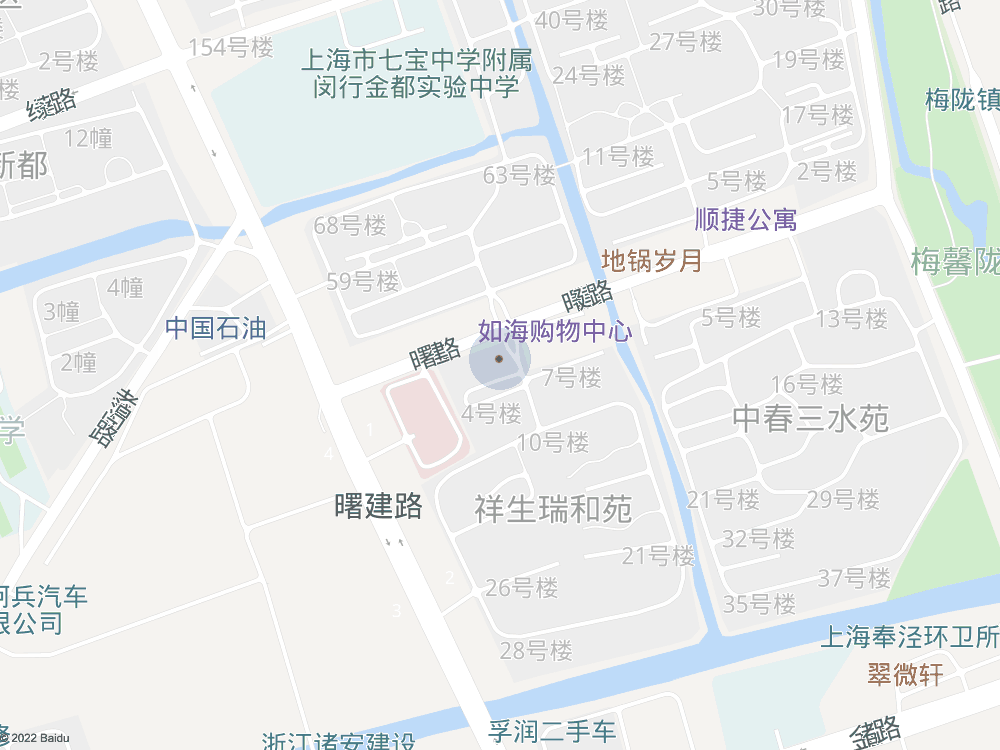 40号楼
30号楼
154号楼
27号楼
上海市七宝中学附属
闵行金都实验中学
2号楼
19号楼
24号楼
号楼
梅陇镇
17号楼
12幢
11号楼
新都
63号楼
5号楼
2号楼
68号楼
顺捷公寓
地锅岁月
梅馨陇
4幢
59号楼
3幢
曙建路
5号楼
13号楼
中国石油
如海购物中心
曙建路
2幢
7号楼
16号楼
4号楼
中春三水苑
学
10号楼
4
21号楼
29号楼
曙建路
祥生瑞和苑
32号楼
21号楼
2
26号楼
37号楼
阿兵汽车
限公司
3
35号楼
上海奉泾环卫所
28号楼
翠微轩
孚润二手车
浙江诸安建设
© 2022 Baidu